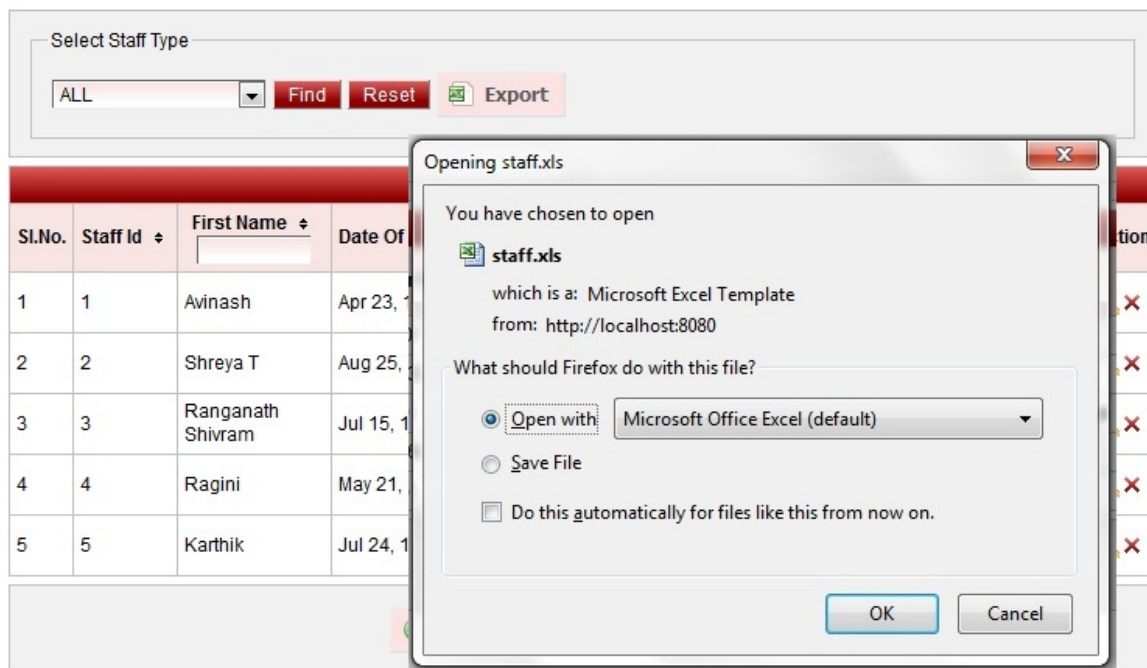 Select Staff Type
ALL Find Reset Export
Opening staff.xls
You have chosen to open
staff.xls
which is a: Microsoft Excel Template
from: http://localhost:8080
What should Firefox do with this file?
Open with Microsoft Office Excel (default)
Save File
Do this automatically for files like this from now on.
OK Cancel
Sl.No. Staff Id First Name Date Of
1 1 Avinash Apr 23,
2 2 Shreya T Aug 25,
3 3 Ranganath Shivram Jul 15, 1
4 4 Ragini May 21,
5 5 Karthik Jul 24, 1